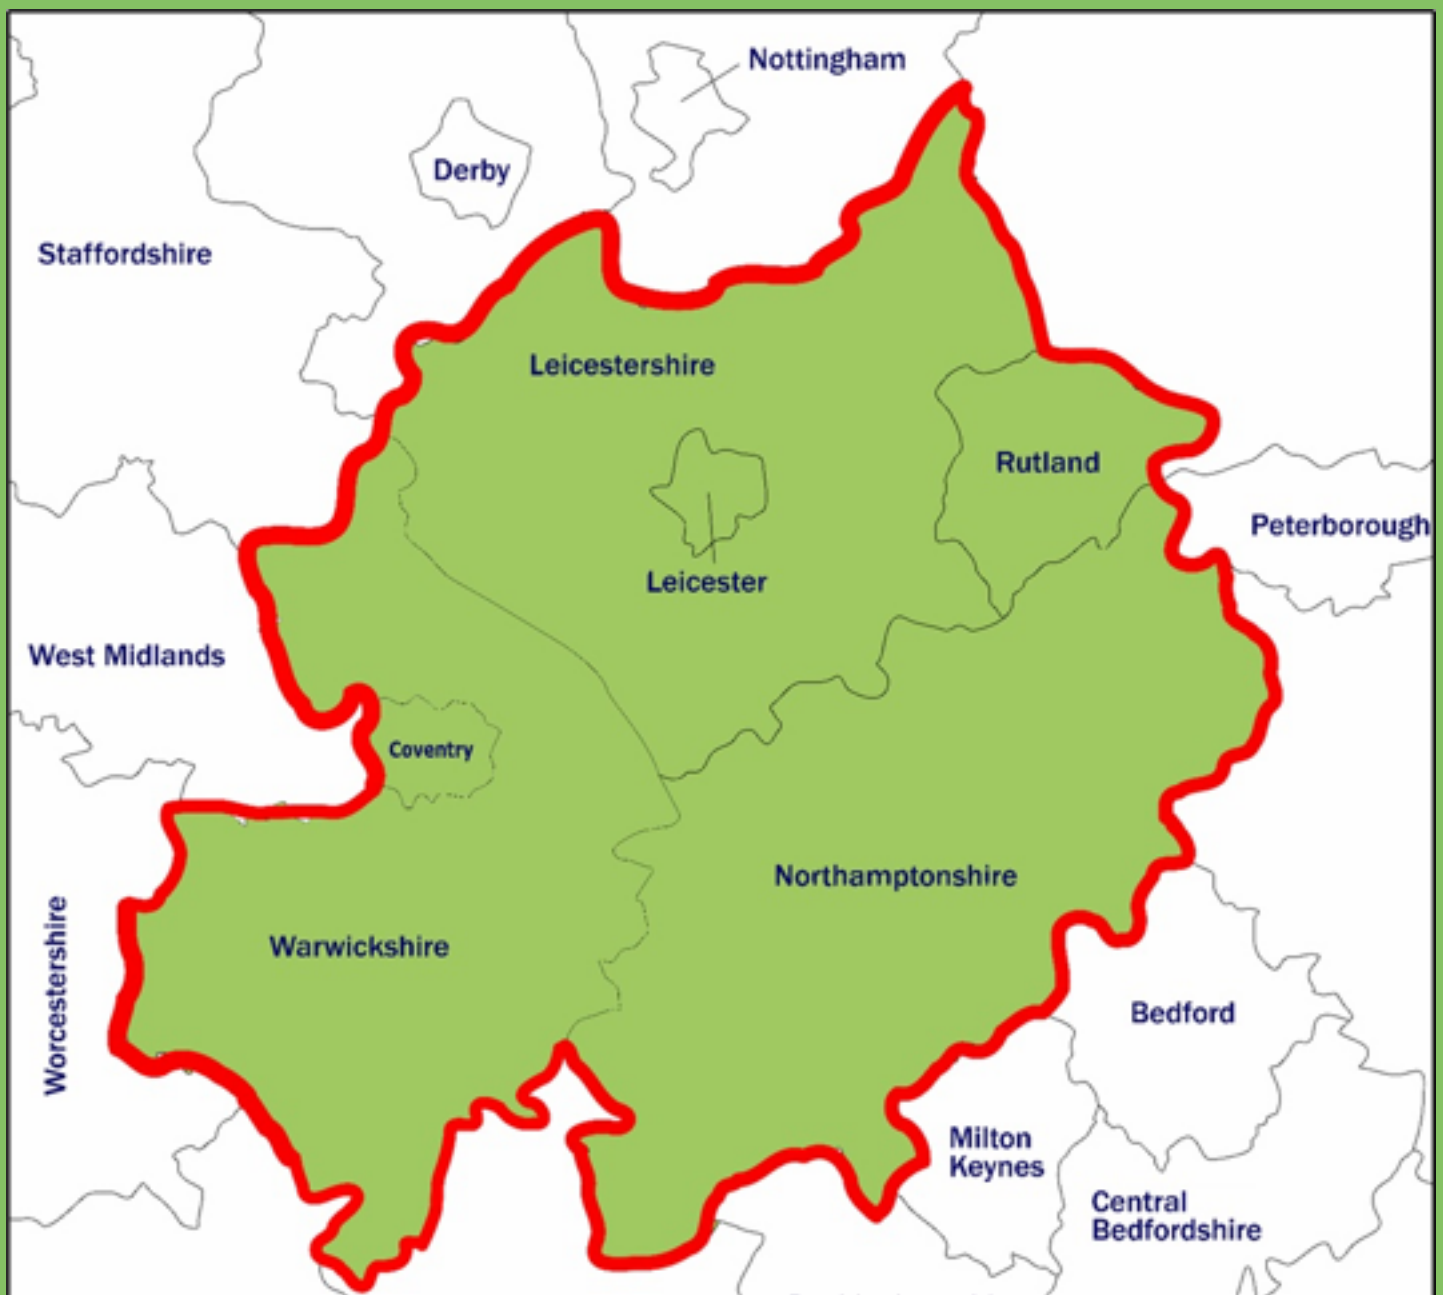 Nottingham
Derby
Staffordshire
Leicestershire
Rutland
Peterborough
Leicester
West Midlands
Coventry
Northamptonshire
Warwickshire
Worcestershire
Bedford
Milton
Keynes
Central
Bedfordshire